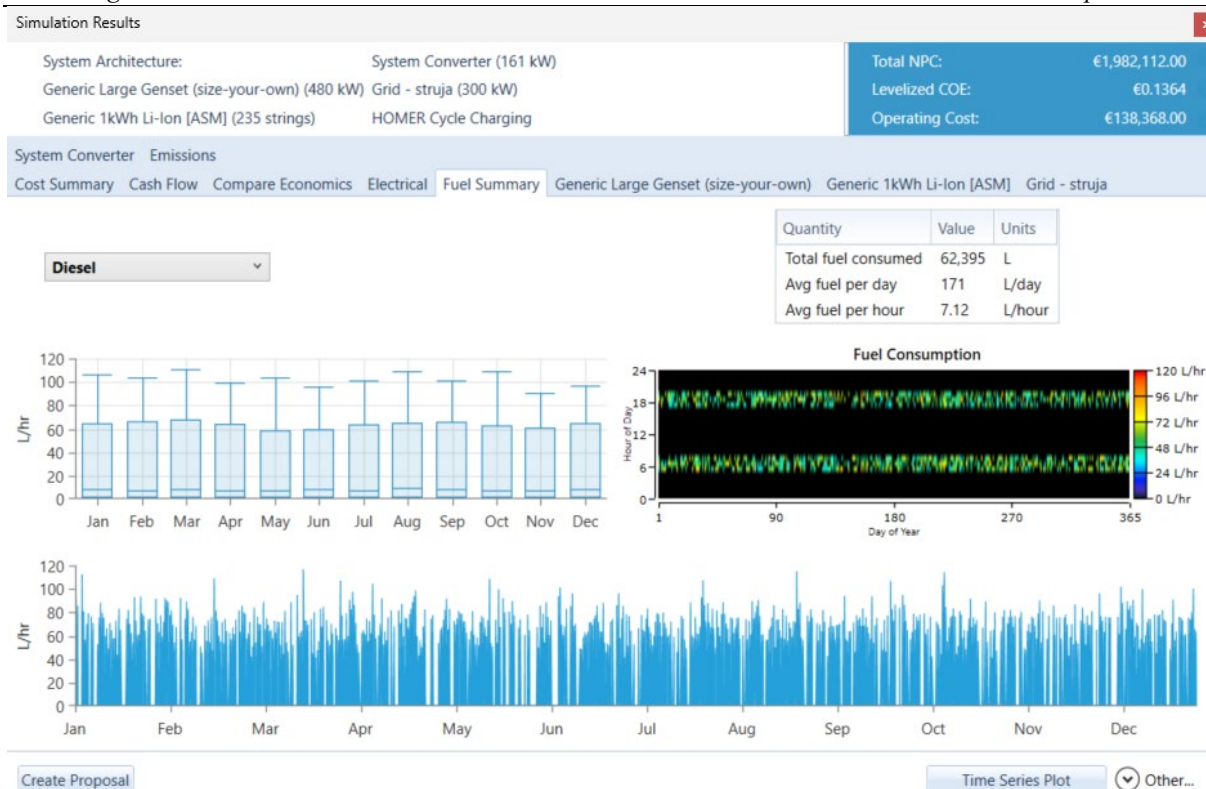 Simulation Results
System Architecture: System Converter (161 kW) Total NPC: €1,982,112.00
Generic Large Genset (size-your-own) (480 kW) Grid - struja (300 kW) Levelized COE: €0.1364
Generic 1kWh Li-Ion [ASM] (235 strings) HOMER Cycle Charging Operating Cost: €138,368.00
System Converter Emissions
Cost Summary Cash Flow Compare Economics Electrical Fuel Summary Generic Large Genset (size-your-own) Generic 1kWh Li-Ion [ASM] Grid - struja
Quantity Value Units
Diesel
Total fuel consumed 62,395 L
Avg fuel per day 171 L/day
Avg fuel per hour 7.12 L/hour
120
100
80
60
40
20
0
L/hr
Jan Feb Mar Apr May Jun Jul Aug Sep Oct Nov Dec
Fuel Consumption
24
18
12
6
0
Hour of Day
1 90 180 270 365
Day of Year
120 L/hr
96 L/hr
72 L/hr
48 L/hr
24 L/hr
0 L/hr
120
100
80
60
40
20
0
L/hr
Jan Feb Mar Apr May Jun Jul Aug Sep Oct Nov Dec
Create Proposal Time Series Plot Other...